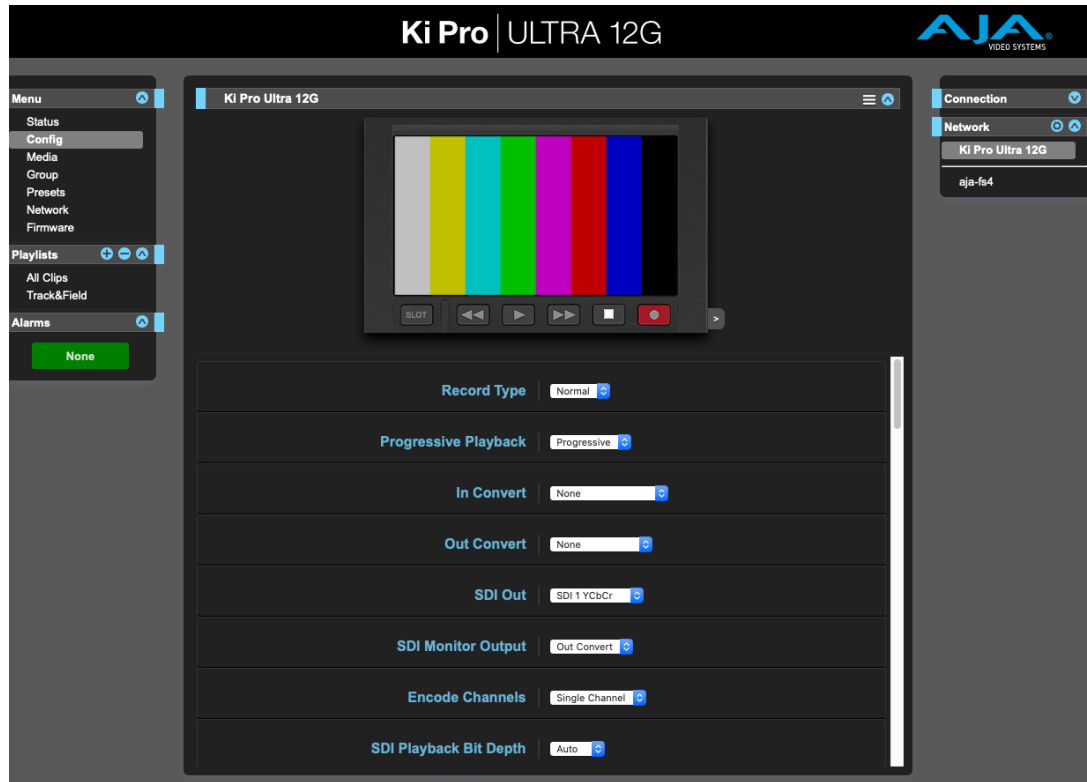 Ki Pro ULTRA 12G
AJA®
VIDEO SYSTEMS
Menu
Status
Config
Media
Group
Presets
Network
Firmware
Playlists
All Clips
Track&Field
Alarms
None
Ki Pro Ultra 12G
SLOT
>
Record Type Normal
Progressive Playback Progressive
In Convert None
Out Convert None
SDI Out SDI 1 YCbCr
SDI Monitor Output Out Convert
Encode Channels Single Channel
SDI Playback Bit Depth Auto
Connection
Network
Ki Pro Ultra 12G
aja-fs4